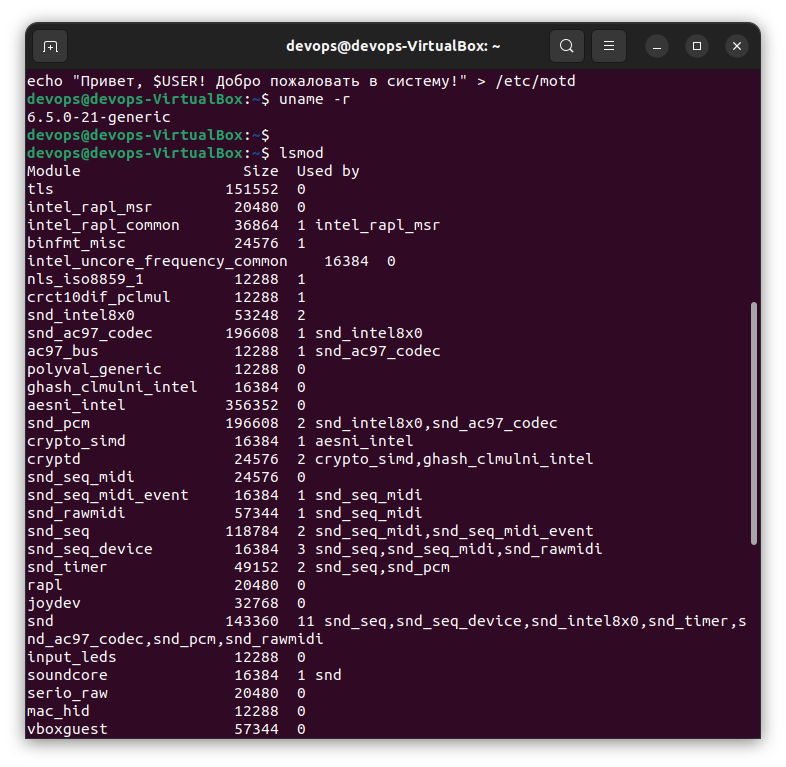 devops@devops-VirtualBox: ~
echo "Привет, $USER! Добро пожаловать в систему!" > /etc/motd
devops@devops-VirtualBox:~$ uname -r
6.5.0-21-generic
devops@devops-VirtualBox:~$
devops@devops-VirtualBox:~$ lsmod
Module                  Size  Used by
tls                   151552  0
intel_rapl_msr         20480  0
intel_rapl_common      36864  1 intel_rapl_msr
binfmt_misc            24576  1
intel_uncore_frequency_common    16384  0
nls_iso8859_1          12288  1
crct10dif_pclmul       12288  1
snd_intel8x0           53248  2
snd_ac97_codec        196608  1 snd_intel8x0
ac97_bus               12288  1 snd_ac97_codec
polyval_generic        12288  0
ghash_clmulni_intel    16384  0
aesni_intel           356352  0
snd_pcm               196608  2 snd_intel8x0,snd_ac97_codec
crypto_simd            16384  1 aesni_intel
cryptd                 24576  2 crypto_simd,ghash_clmulni_intel
snd_seq_midi           24576  0
snd_seq_midi_event     16384  1 snd_seq_midi
snd_rawmidi            57344  1 snd_seq_midi
snd_seq               118784  2 snd_seq_midi,snd_seq_midi_event
snd_seq_device         16384  3 snd_seq,snd_seq_midi,snd_rawmidi
snd_timer              49152  2 snd_seq,snd_pcm
rapl                   20480  0
joydev                 32768  0
snd                   143360  11 snd_seq,snd_seq_device,snd_intel8x0,snd_timer,s
nd_ac97_codec,snd_pcm,snd_rawmidi
input_leds             12288  0
soundcore              16384  1 snd
serio_raw              20480  0
mac_hid                12288  0
vboxguest              57344  0